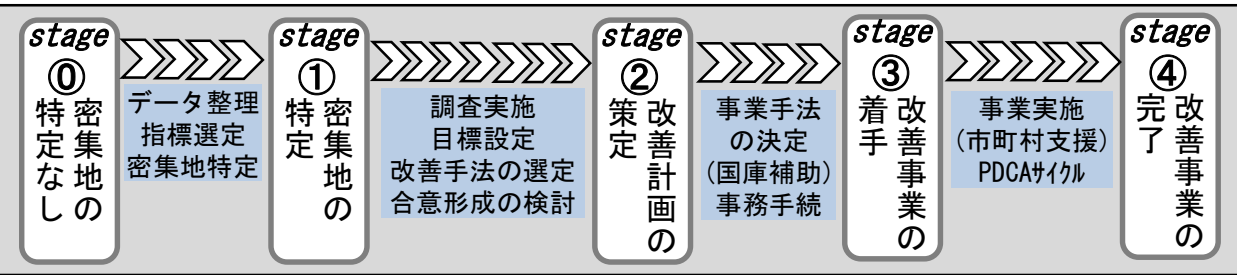 stage
⓪
密集地の
特定なし
データ整理
指標選定
密集地特定
stage
①
密集地の
特定
調査実施
目標設定
改善手法の選定
合意形成の検討
stage
②
改善計画の
策定
事業手法
の決定
(国庫補助)
事務手続
stage
③
改善事業の
着手
事業実施
(市町村支援)
PDCAｻｲｸﾙ
stage
④
改善事業の
完了